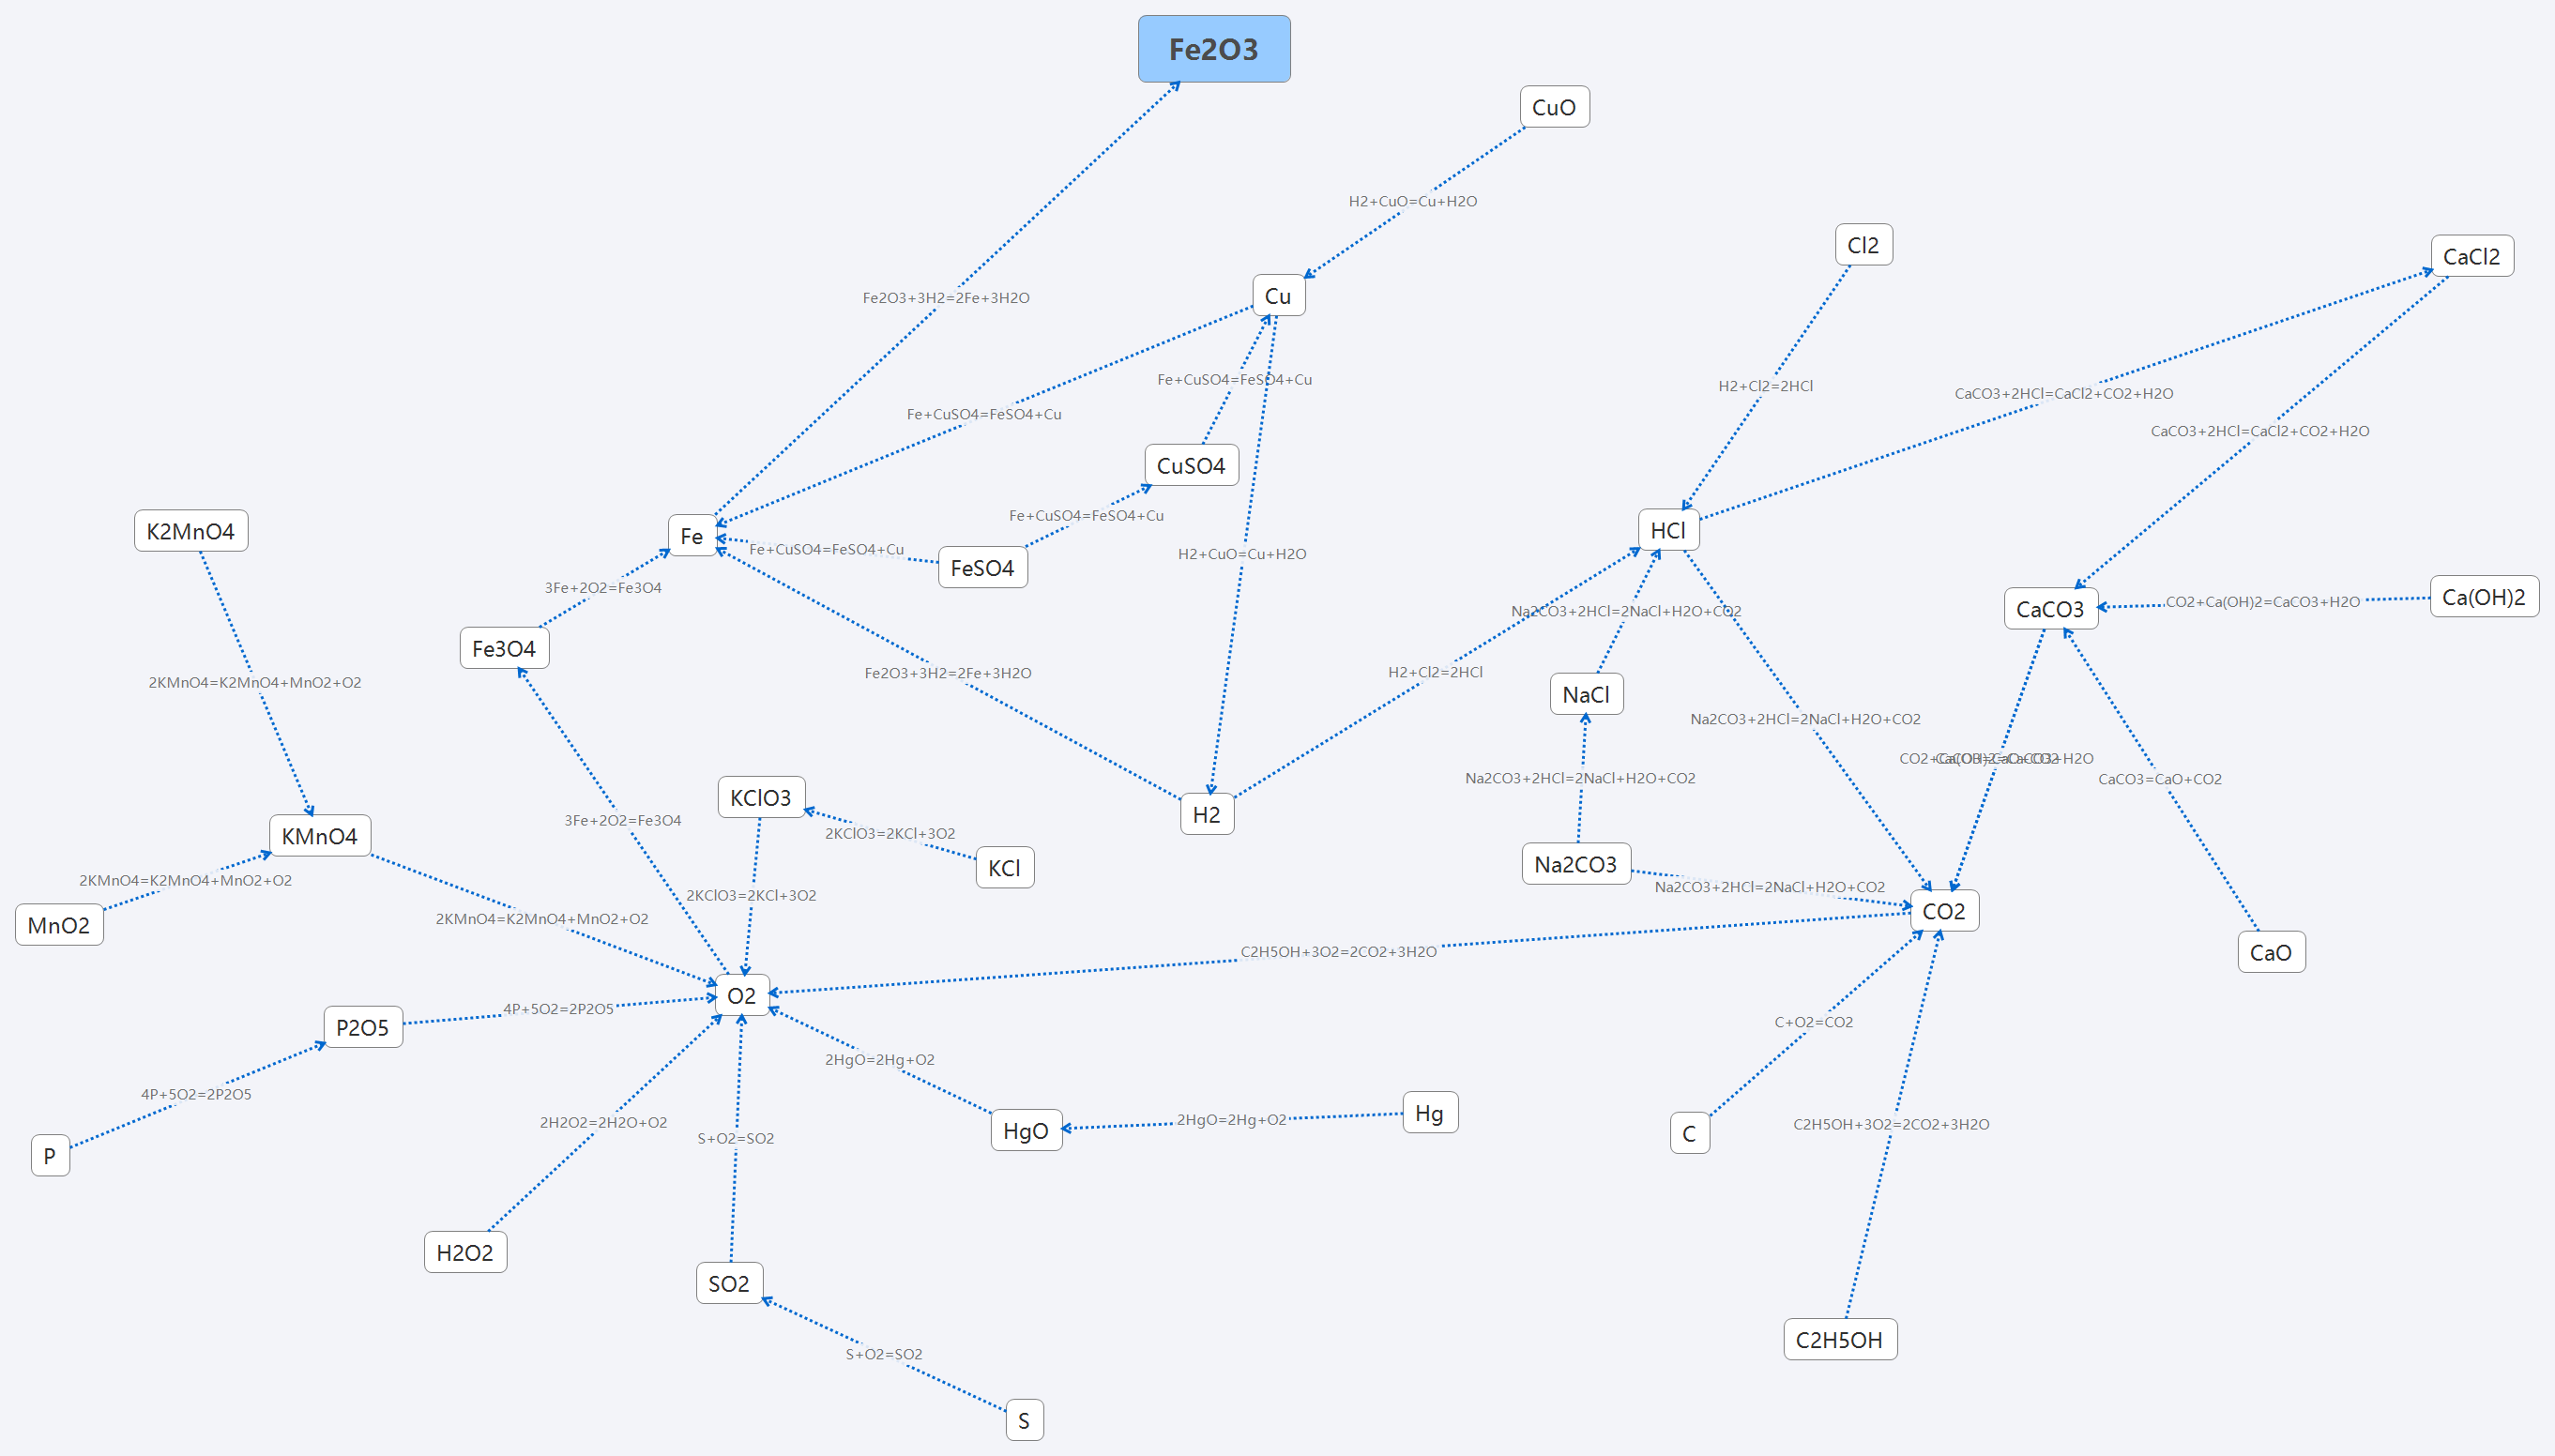 Fe2O3
CuO
H2+CuO=Cu+H2O
Cl2
CaCl2
Cu
Fe2O3+3H2=2Fe+3H2O
Fe+CuSO4=FeSO4+Cu
H2+Cl2=2HCl
CaCO3+2HCl=CaCl2+CO2+H2O
Fe+CuSO4=FeSO4+Cu
CaCO3+2HCl=CaCl2+CO2+H2O
CuSO4
Fe+CuSO4=FeSO4+Cu
K2MnO4
Fe
HCl
Fe+CuSO4=FeSO4+Cu
H2+CuO=Cu+H2O
FeSO4
3Fe+2O2=Fe3O4
Ca(OH)2
CO2+Ca(OH)2=CaCO3+H2O
CaCO3
Na2CO3+2HCl=2NaCl+H2O+CO2
Fe3O4
Fe2O3+3H2=2Fe+3H2O
H2+Cl2=2HCl
2KMnO4=K2MnO4+MnO2+O2
NaCl
Na2CO3+2HCl=2NaCl+H2O+CO2
CO2+Ca(OH)2=CaCO3+H2O
CaCO3=CaO+CO2
Na2CO3+2HCl=2NaCl+H2O+CO2
CaCO3=CaO+CO2
KClO3
H2
3Fe+2O2=Fe3O4
2KClO3=2KCl+3O2
KMnO4
Na2CO3
KCl
2KMnO4=K2MnO4+MnO2+O2
Na2CO3+2HCl=2NaCl+H2O+CO2
2KClO3=2KCl+3O2
CO2
2KMnO4=K2MnO4+MnO2+O2
MnO2
C2H5OH+3O2=2CO2+3H2O
CaO
O2
4P+5O2=2P2O5
C+O2=CO2
P2O5
2HgO=2Hg+O2
4P+5O2=2P2O5
Hg
2HgO=2Hg+O2
2H2O2=2H2O+O2
C2H5OH+3O2=2CO2+3H2O
HgO
C
S+O2=SO2
P
H2O2
SO2
C2H5OH
S+O2=SO2
S